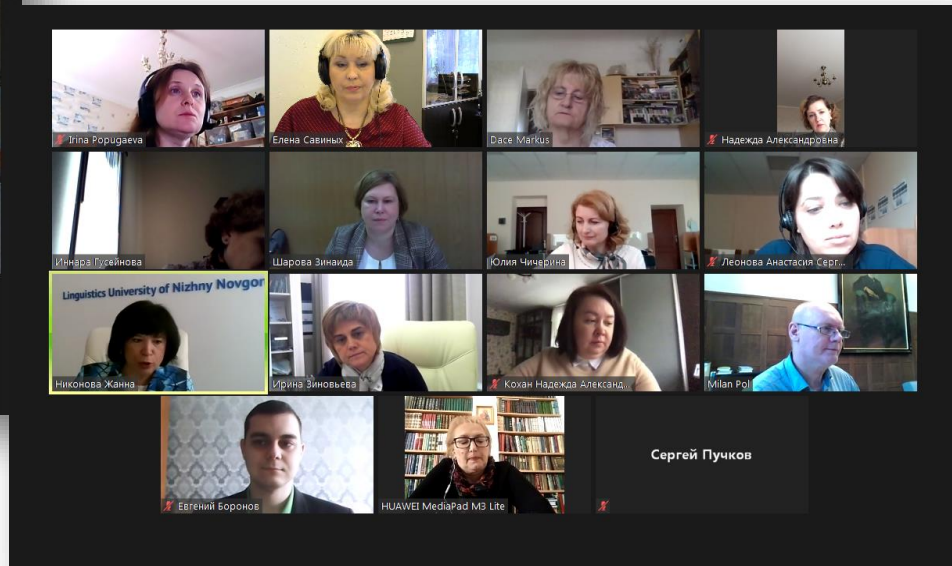 Irina Popugaeva
Елена Савиных
Dace Markus
Надежда Александровна
Иннара Гусейнова
Шарова Зинаида
Юлия Чичерина
Леонова Анастасия Серг...
Linguistics University of Nizhny Novgor
Никонова Жанна
Ирина Зиновьева
Кохан Надежда Александ...
Milan Pol
Евгений Боронов
HUAWEI MediaPad M3 Lite
Сергей Пучков